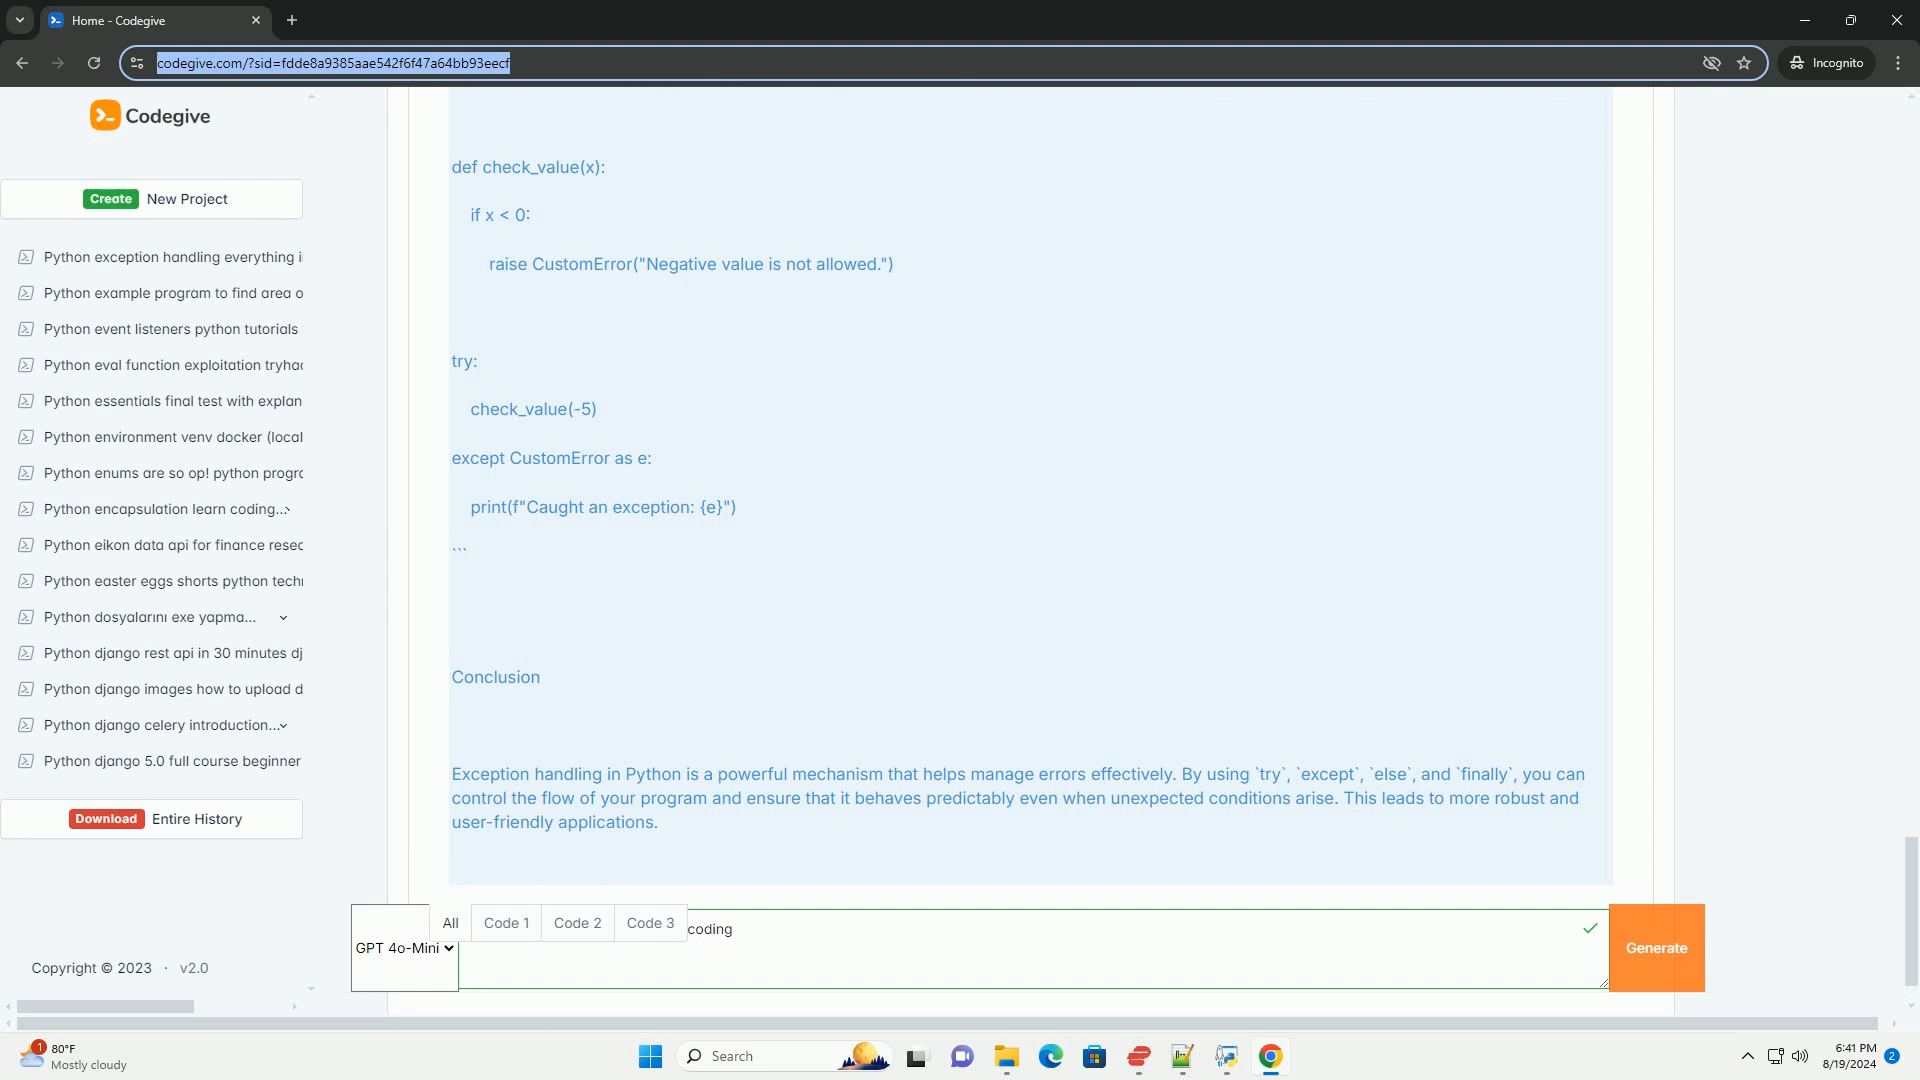 Home - Codegive
codegive.com/?sid=fdde8a9385aae542f6f47a64bb93eecf
Incognito
Codegive
Create New Project
Python exception handling everything i
Python example program to find area o
Python event listeners python tutorials
Python eval function exploitation tryhac
Python essentials final test with explan
Python environment venv docker (local
Python enums are so op! python progra
Python encapsulation learn coding...
Python eikon data api for finance resec
Python easter eggs shorts python techn
Python dosyalarını exe yapma...
Python django rest api in 30 minutes dj
Python django images how to upload d
Python django celery introduction...
Python django 5.0 full course beginner
Download Entire History
Copyright © 2023 · v2.0
def check_value(x):
if x < 0:
raise CustomError("Negative value is not allowed.")
try:
check_value(-5)
except CustomError as e:
print(f"Caught an exception: {e}")
```
Conclusion
Exception handling in Python is a powerful mechanism that helps manage errors effectively. By using `try`, `except`, `else`, and `finally`, you can
control the flow of your program and ensure that it behaves predictably even when unexpected conditions arise. This leads to more robust and
user-friendly applications.
All Code 1 Code 2 Code 3 coding
GPT 4o-Mini
Generate
1
80°F
Mostly cloudy
Search
6:41 PM
8/19/2024
2